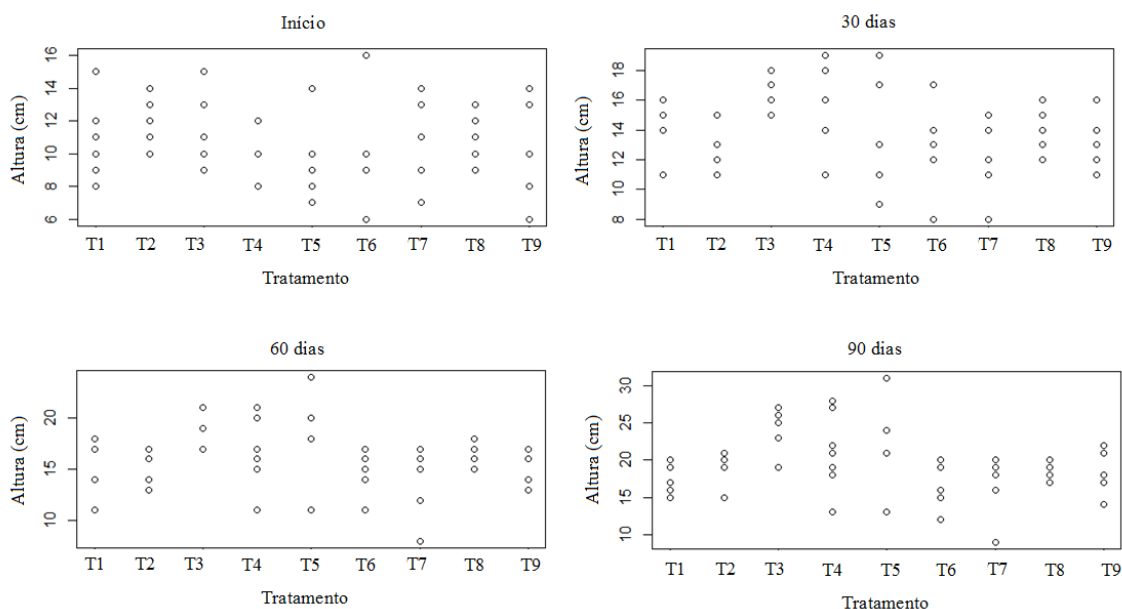 Inicio
Altura (cm)
16
14
12
10
8
6
T1 T2 T3 T4 T5 T6 T7 T8 T9
Tratamento
30 dias
Altura (cm)
18
16
14
12
10
8
T1 T2 T3 T4 T5 T6 T7 T8 T9
Tratamento
60 dias
Altura (cm)
20
15
10
T1 T2 T3 T4 T5 T6 T7 T8 T9
Tratamento
90 dias
Altura (cm)
30
25
20
15
10
T1 T2 T3 T4 T5 T6 T7 T8 T9
Tratamento